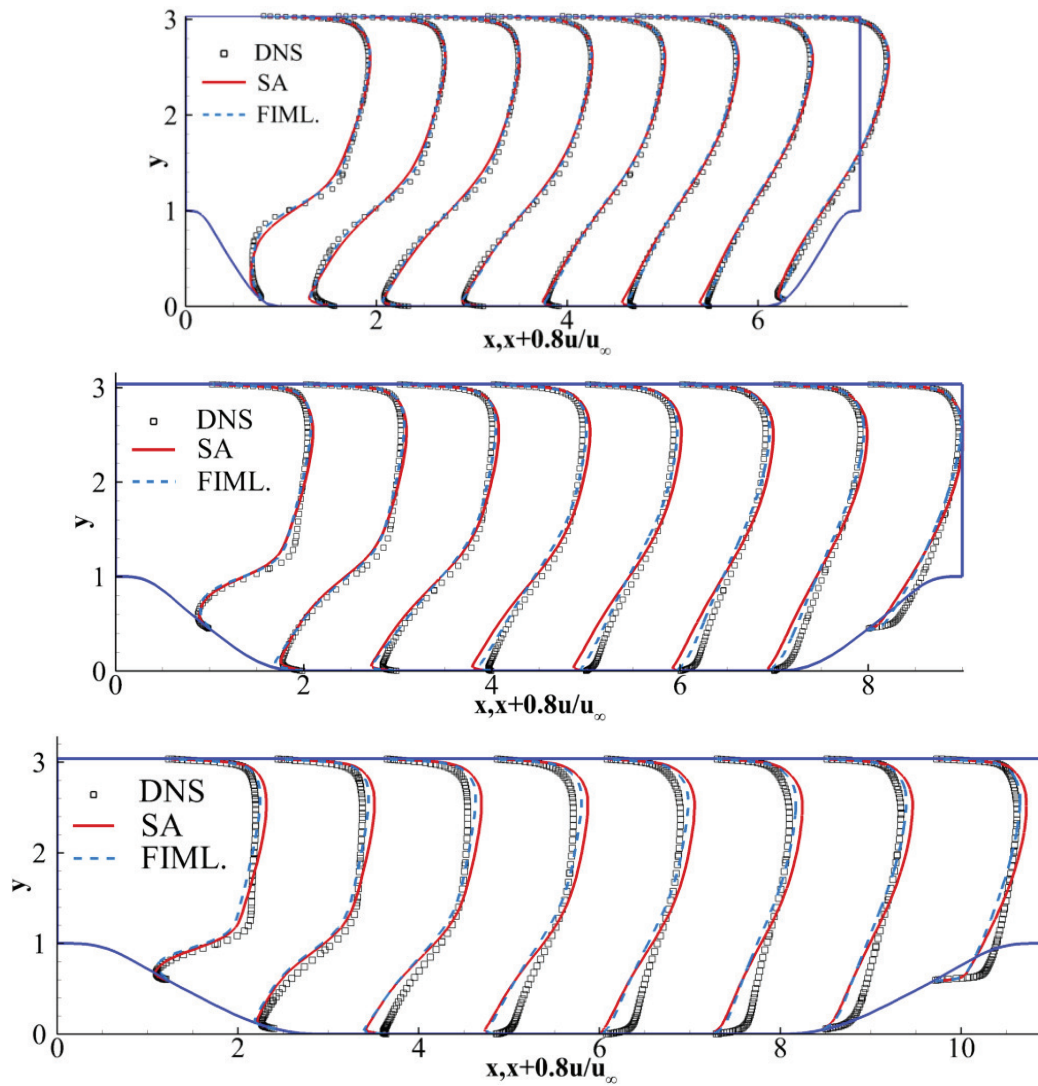 3
DNS
SA
2
FIML.
y
1
0
0 2 4 6
x,x+0.8u/u∞
3
DNS
SA
2
FIML.
y
1
0
0 2 4 6 8
x,x+0.8u/u∞
3
DNS
SA
2
FIML.
y
1
0
0 2 4 6 8 10
x,x+0.8u/u∞